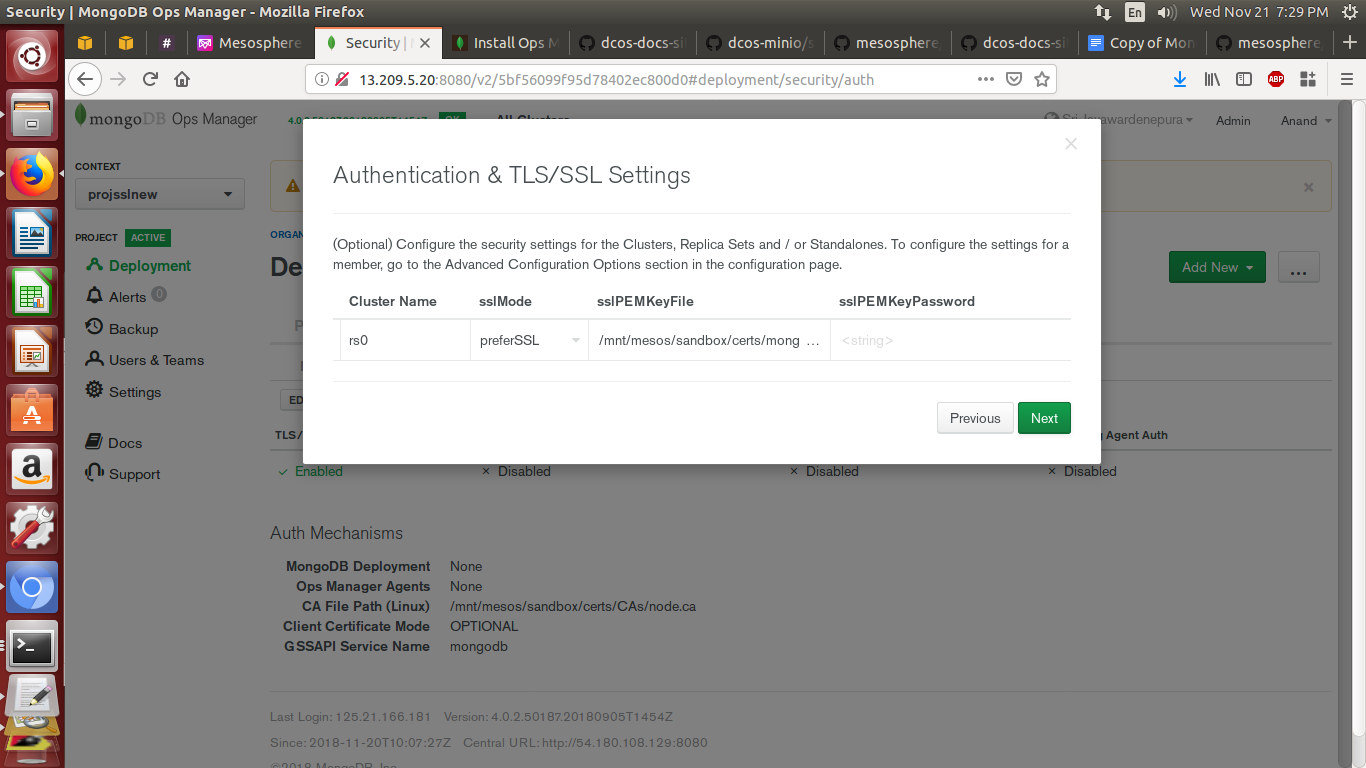 Security | MongoDB Ops Manager - Mozilla Firefox
En
Wed Nov 21 7:29 PM
#
Mesosphere
Security |
Install Ops M
dcos-docs-si
dcos-minio/s
mesosphere
dcos-docs-si
Copy of Mon
mesosphere
13.209.5.20:8080/v2/5bf56099f95d78402ec800d0#deployment/security/auth
ABP
mongoDB Ops Manager
OK
All Clusters
Sri Jayawardenepura
Admin
Anand
CONTEXT
projsslnew
PROJECT ACTIVE
Deployment
Alerts 0
Backup
Users & Teams
Settings
Docs
Support
ORGAN
De
Add New
...
Authentication & TLS/SSL Settings
(Optional) Configure the security settings for the Clusters, Replica Sets and / or Standalones. To configure the settings for a
member, go to the Advanced Configuration Options section in the configuration page.
Cluster Name sslMode sslPEMKeyFile sslPEMKeyPassword
rs0 preferSSL /mnt/mesos/sandbox/certs/mong ... <string>
Previous Next
ED
TLS/ Agent Auth
Enabled Disabled Disabled Disabled
Auth Mechanisms
MongoDB Deployment None
Ops Manager Agents None
CA File Path (Linux) /mnt/mesos/sandbox/certs/CAs/node.ca
Client Certificate Mode OPTIONAL
GSSAPI Service Name mongodb
Last Login: 125.21.166.181 Version: 4.0.2.50187.20180905T1454Z
Since: 2018-11-20T10:07:27Z Central URL: http://54.180.108.129:8080
©2018 MongoDB, Inc.